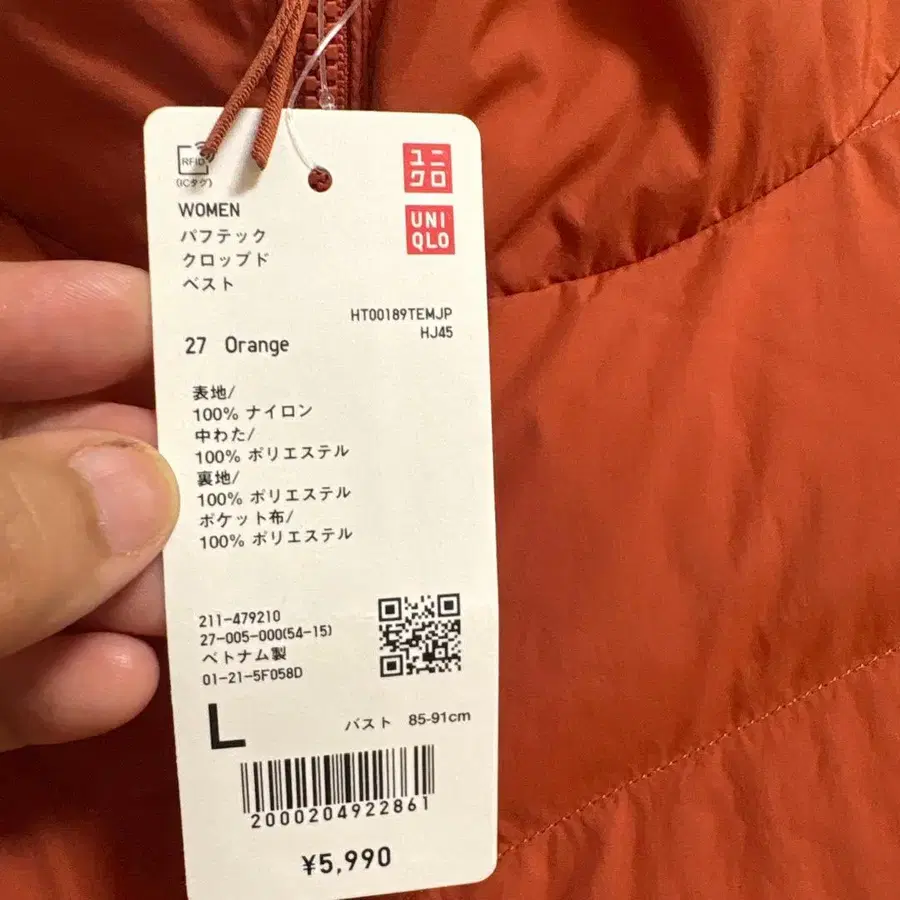 RFID
(ICタグ)
ユニ
クロ
UNI
QLO
WOMEN
パフテック
クロップド
ベスト
HT00189TEMJP
HJ45
27 Orange
表地/
100% ナイロン
中わた/
100% ポリエステル
裏地/
100% ポリエステル
ポケット布/
100% ポリエステル
211-479210
27-005-000(54-15)
ベトナム製
01-21-5F058D
L バスト 85-91cm
2000204922861
¥5,990